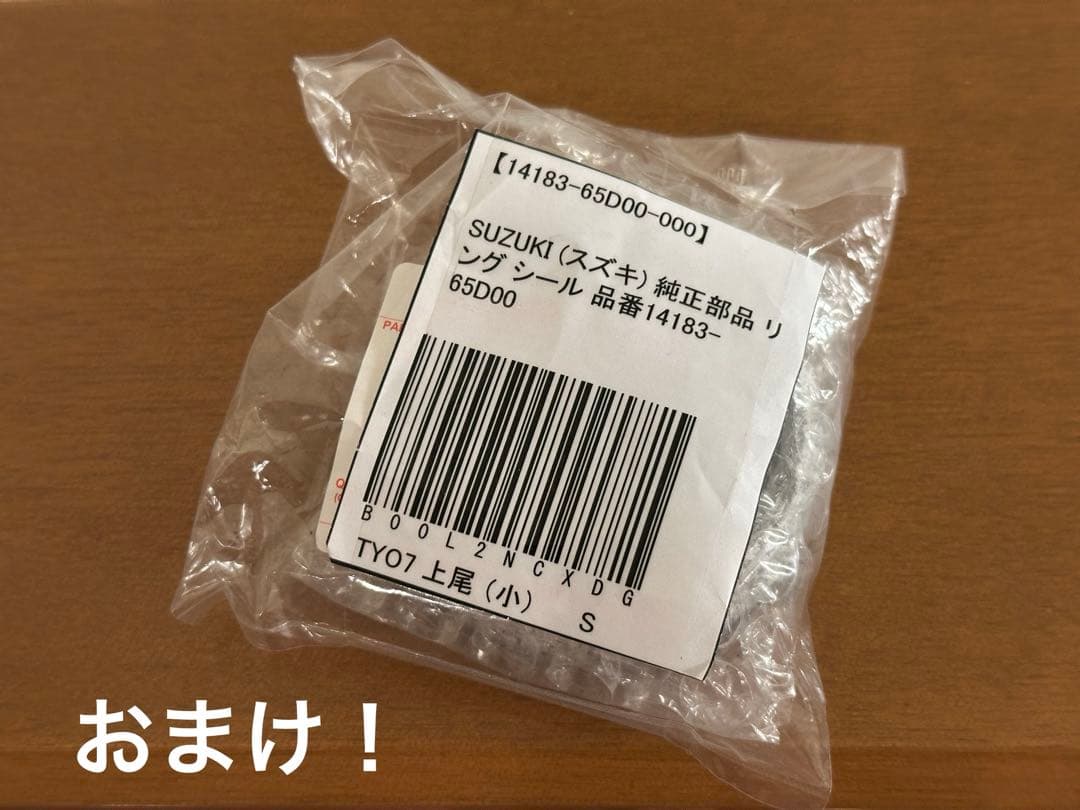 【14183-65D00-000】
SUZUKI (スズキ) 純正部品 リ
ング シール 品番14183-
65D00
B00L2NCXDG
TYO7 上尾 (小) S
おまけ！